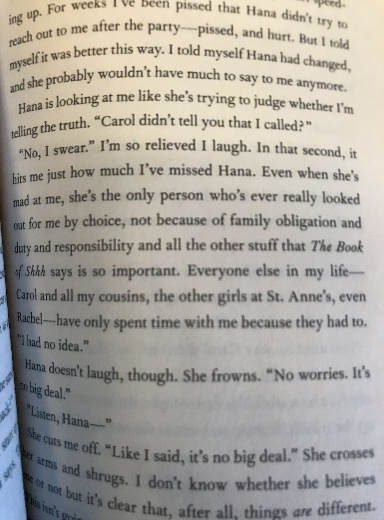 ing up. For weeks I've been pissed that Hana didn't try to
reach out to me after the party—pissed, and hurt. But I told
myself it was better this way. I told myself Hana had changed,
and she probably wouldn't have much to say to me anymore.
Hana is looking at me like she's trying to judge whether I'm
telling the truth. "Carol didn't tell you that I called?"
"No, I swear." I'm so relieved I laugh. In that second, it
hits me just how much I've missed Hana. Even when she's
mad at me, she's the only person who's ever really looked
out for me by choice, not because of family obligation and
duty and responsibility and all the other stuff that The Book
of Shhh says is so important. Everyone else in my life—
Carol and all my cousins, the other girls at St. Anne's, even
Rachel—have only spent time with me because they had to.
"I had no idea."
Hana doesn't laugh, though. She frowns. "No worries. It's
no big deal."
"Listen, Hana—"
She cuts me off. "Like I said, it's no big deal." She crosses
her arms and shrugs. I don't know whether she believes
me or not but it's clear that, after all, things are different.
This isn't